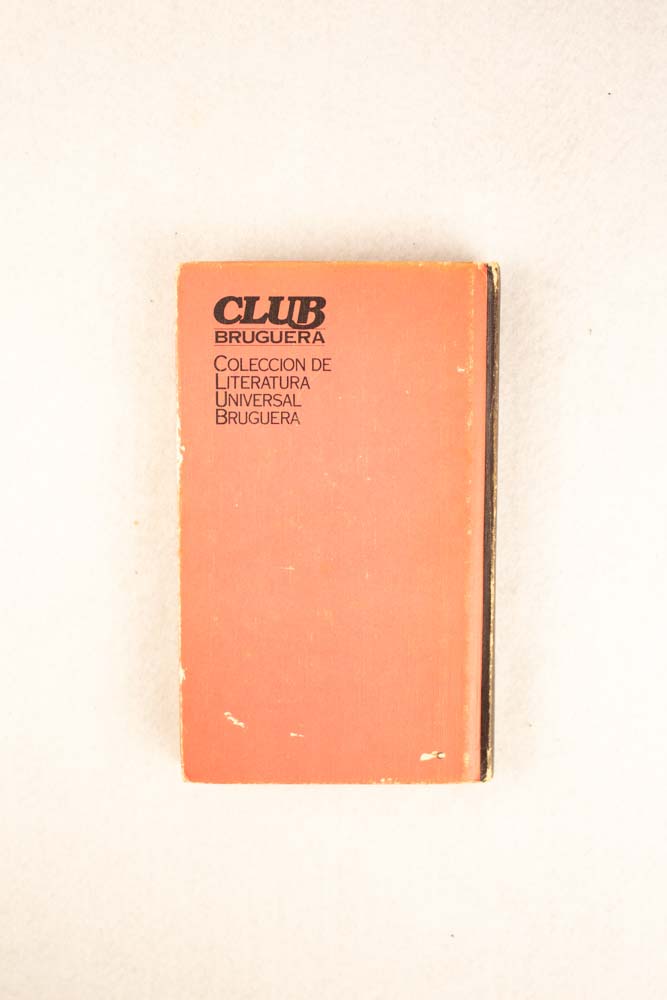 CLUB
BRUGUERA
COLECCION DE
LITERATURA
UNIVERSAL
BRUGUERA